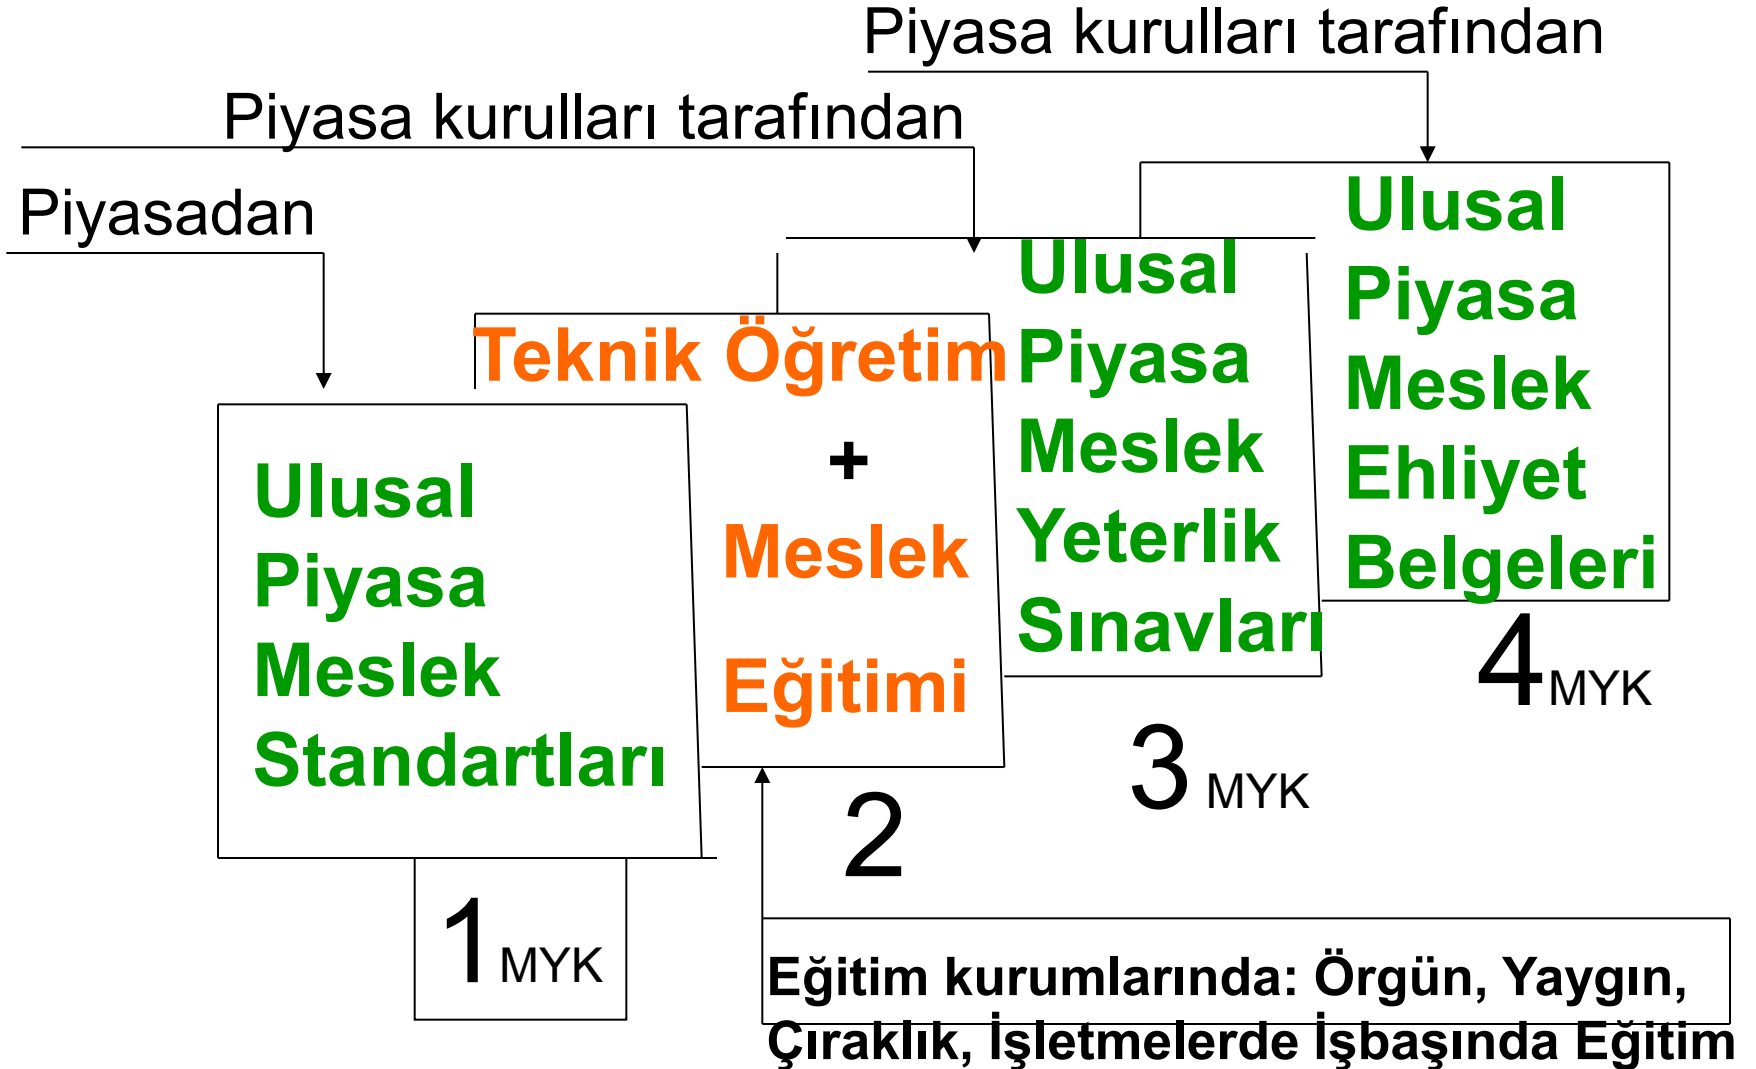 Piyasa kurulları tarafından
Piyasa kurulları tarafından
Piyasadan
Ulusal
Piyasa
Meslek
Standartları
1 MYK
Teknik Öğretim
+
Meslek
Eğitimi
2
Ulusal
Piyasa
Meslek
Yeterlik
Sınavları
3 MYK
Ulusal
Piyasa
Meslek
Ehliyet
Belgeleri
4 MYK
Eğitim kurumlarında: Örgün, Yaygın,
Çıraklık, İşletmelerde İşbaşında Eğitim